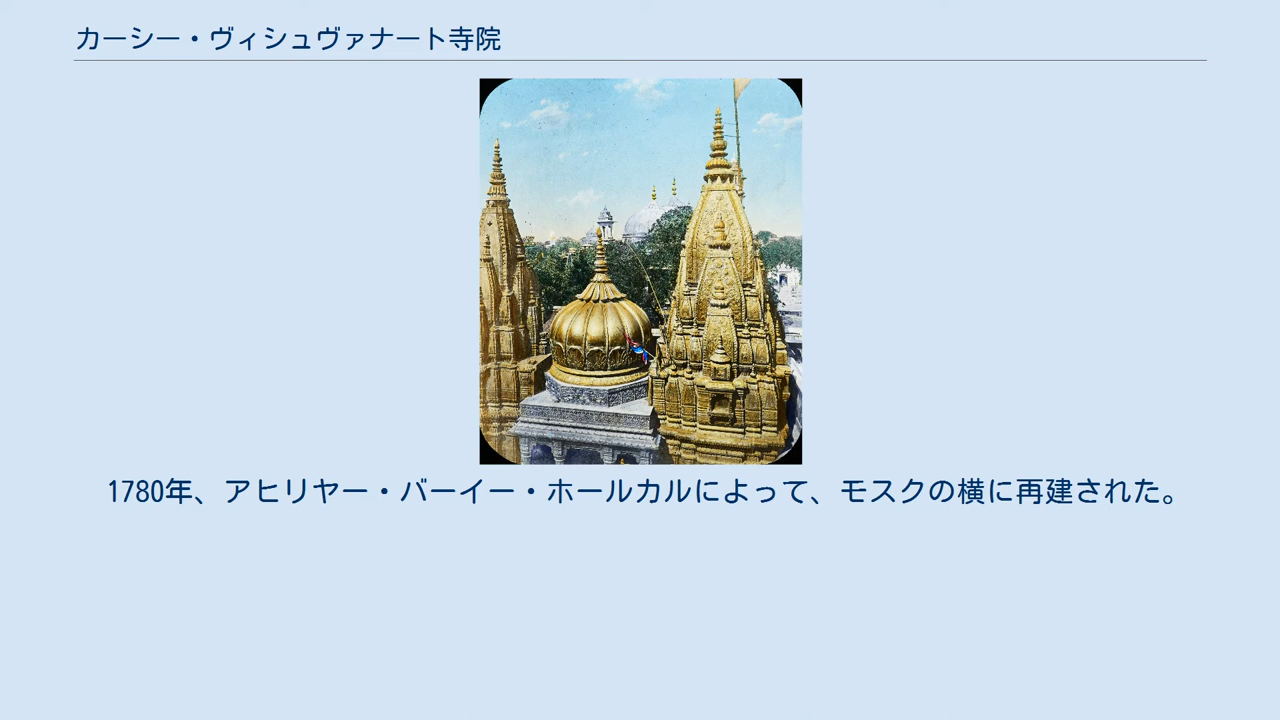 カーシー・ヴィシュヴァナート寺院
1780年、アヒリヤー・バーイー・ホールカルによって、モスクの横に再建された。